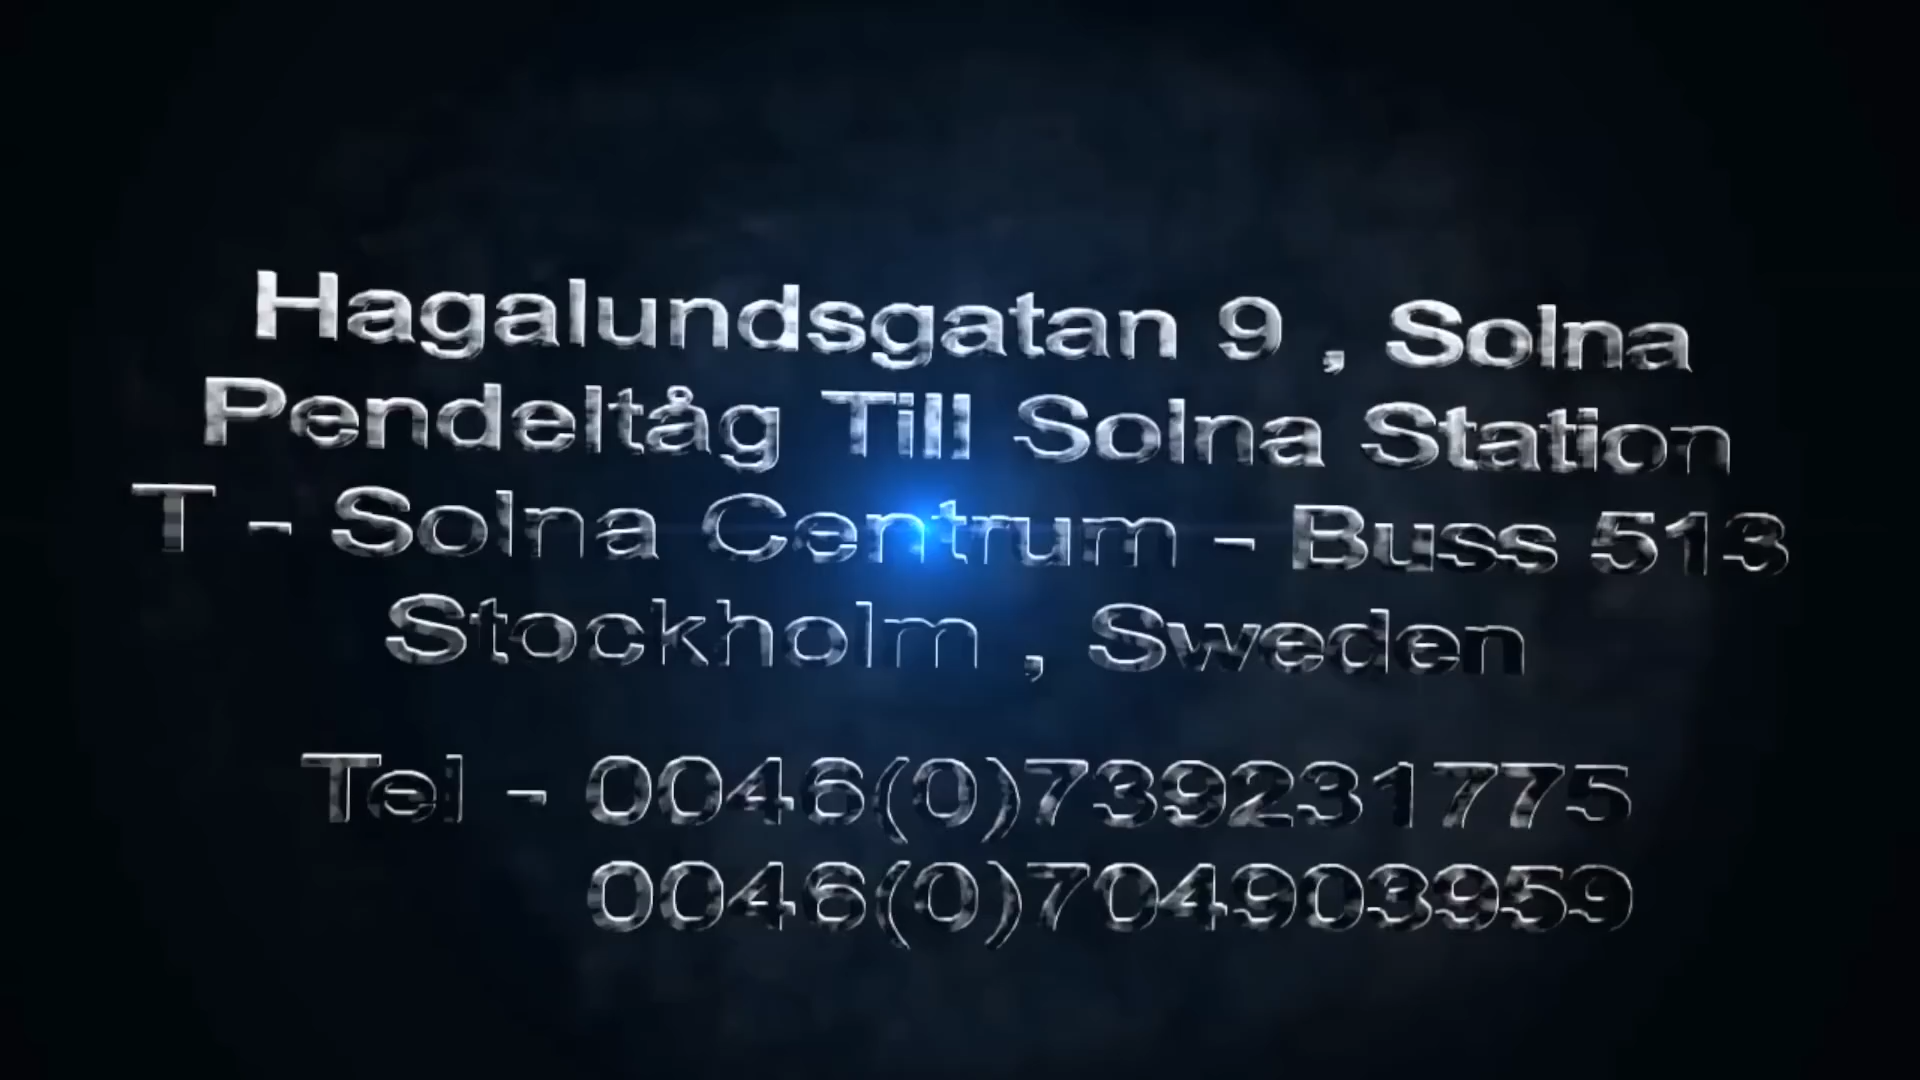 Hagalundsgatan 9 , Solna
Pendeltåg Till Solna Station
T - Solna Centrum - Buss 513
Stockholm , Sweden
Tel - 0046(0)739231775
0046(0)704903959